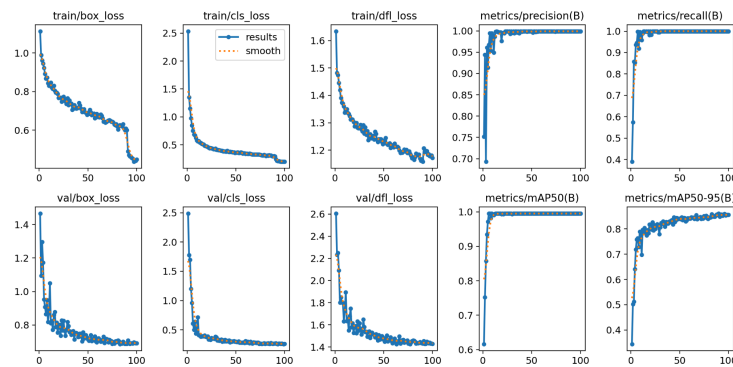 train/box_loss
train/cls_loss
train/dfl_loss
metrics/precision(B)
metrics/recall(B)
results
smooth
1.0
0.8
0.6
0 50 100
2.5
2.0
1.5
1.0
0.5
0 50 100
1.6
1.5
1.4
1.3
1.2
0 50 100
1.00
0.95
0.90
0.85
0.80
0.75
0.70
0 50 100
1.0
0.9
0.8
0.7
0.6
0.5
0.4
0 50 100
val/box_loss
val/cls_loss
val/dfl_loss
metrics/mAP50(B)
metrics/mAP50-95(B)
1.4
1.2
1.0
0.8
0 50 100
2.5
2.0
1.5
1.0
0.5
0 50 100
2.6
2.4
2.2
2.0
1.8
1.6
1.4
0 50 100
1.0
0.9
0.8
0.7
0.6
0 50 100
0.8
0.7
0.6
0.5
0.4
0 50 100